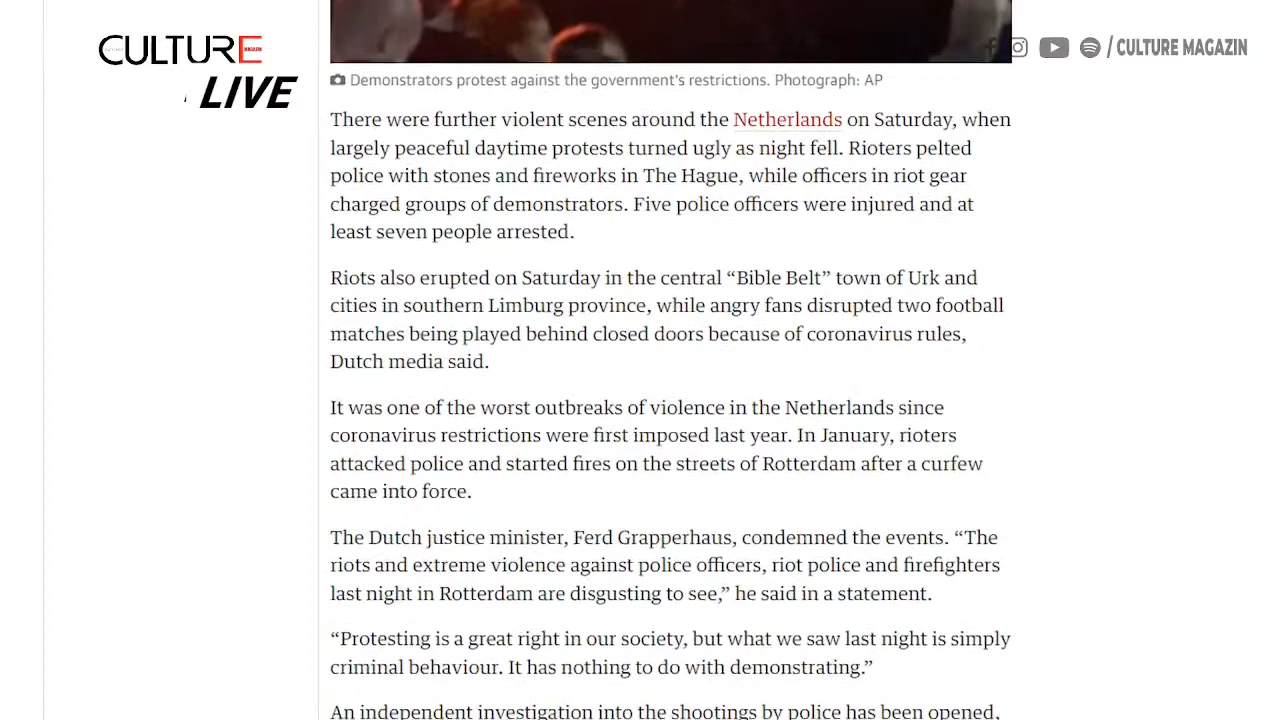 CULTURE
MAGAZIN
LIVE
/ CULTURE MAGAZIN
Demonstrators protest against the government's restrictions. Photograph: AP
There were further violent scenes around the Netherlands on Saturday, when
largely peaceful daytime protests turned ugly as night fell. Rioters pelted
police with stones and fireworks in The Hague, while officers in riot gear
charged groups of demonstrators. Five police officers were injured and at
least seven people arrested.
Riots also erupted on Saturday in the central “Bible Belt” town of Urk and
cities in southern Limburg province, while angry fans disrupted two football
matches being played behind closed doors because of coronavirus rules,
Dutch media said.
It was one of the worst outbreaks of violence in the Netherlands since
coronavirus restrictions were first imposed last year. In January, rioters
attacked police and started fires on the streets of Rotterdam after a curfew
came into force.
The Dutch justice minister, Ferd Grapperhaus, condemned the events. “The
riots and extreme violence against police officers, riot police and firefighters
last night in Rotterdam are disgusting to see,” he said in a statement.
“Protesting is a great right in our society, but what we saw last night is simply
criminal behaviour. It has nothing to do with demonstrating.”
An independent investigation into the shootings by police has been opened,